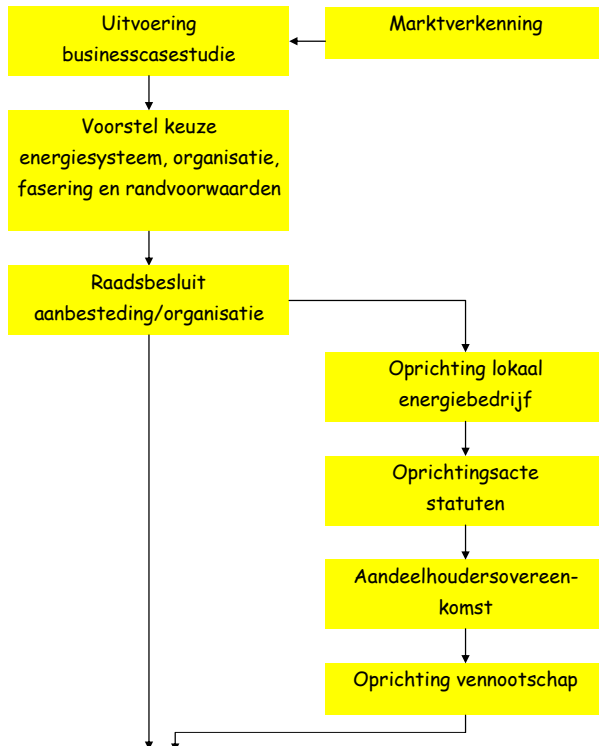 Uitvoering
businesscasestudie
Marktverkenning
Voorstel keuze
energiesysteem, organisatie,
fasering en randvoorwaarden
Raadsbesluit
aanbesteding/organisatie
Oprichting lokaal
energiebedrijf
Oprichtingsacte
statuten
Aandeelhoudersovereen-
komst
Oprichting vennootschap